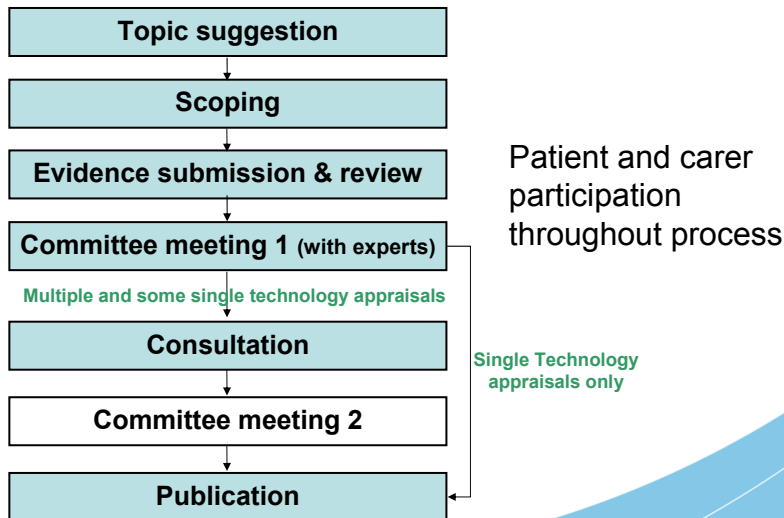 Topic suggestion
Scoping
Evidence submission & review
Committee meeting 1 (with experts)
Multiple and some single technology appraisals
Consultation
Committee meeting 2
Publication
Single Technology
appraisals only
Patient and carer
participation
throughout process